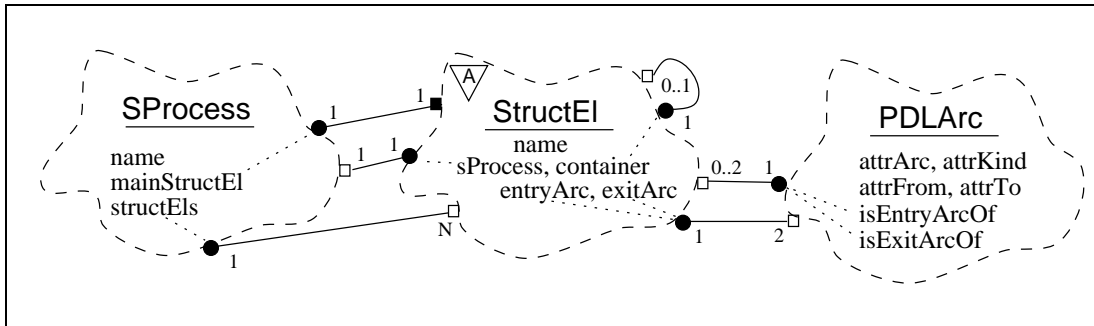 SProcess
name
mainStructEl
structEls
1
1
1
1
1
N
A
StructEl
name
sProcess, container
entryArc, exitArc
0..1
1
0..2
1
1
2
PDLArc
attrArc, attrKind
attrFrom, attrTo
isEntryArcOf
isExitArcOf